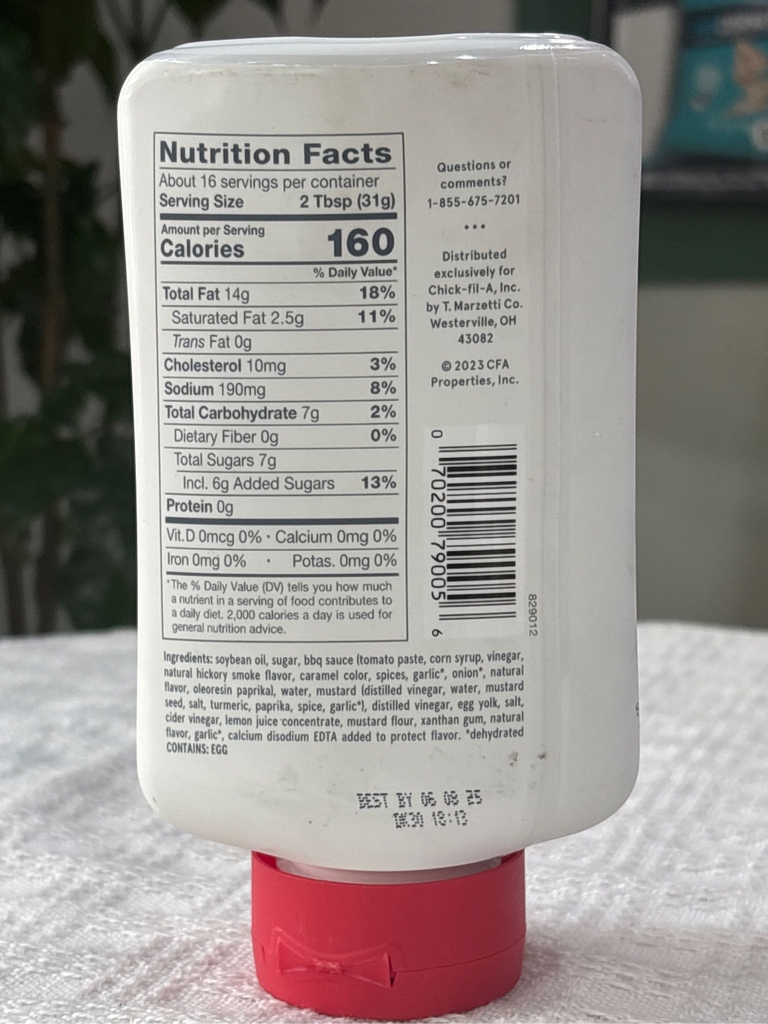 Nutrition Facts
About 16 servings per container
Serving Size 2 Tbsp (31g)
Amount per Serving
Calories 160
% Daily Value*
Total Fat 14g 18%
Saturated Fat 2.5g 11%
Trans Fat 0g
Cholesterol 10mg 3%
Sodium 190mg 8%
Total Carbohydrate 7g 2%
Dietary Fiber 0g 0%
Total Sugars 7g
Incl. 6g Added Sugars 13%
Protein 0g
Vit.D 0mcg 0% • Calcium 0mg 0%
Iron 0mg 0% • Potas. 0mg 0%
*The % Daily Value (DV) tells you how much
a nutrient in a serving of food contributes to
a daily diet. 2,000 calories a day is used for
general nutrition advice.
Questions or
comments?
1-855-675-7201
•••
Distributed
exclusively for
Chick-fil-A, Inc.
by T. Marzetti Co.
Westerville, OH
43082
© 2023 CFA
Properties, Inc.
0 70200 79005 6
829012
Ingredients: soybean oil, sugar, bbq sauce (tomato paste, corn syrup, vinegar,
natural hickory smoke flavor, caramel color, spices, garlic*, onion*, natural
flavor, oleoresin paprika), water, mustard (distilled vinegar, water, mustard
seed, salt, turmeric, paprika, spice, garlic*), distilled vinegar, egg yolk, salt,
cider vinegar, lemon juice concentrate, mustard flour, xanthan gum, natural
flavor, garlic*, calcium disodium EDTA added to protect flavor. *dehydrated
CONTAINS: EGG
BEST BY 06 08 25
18:13